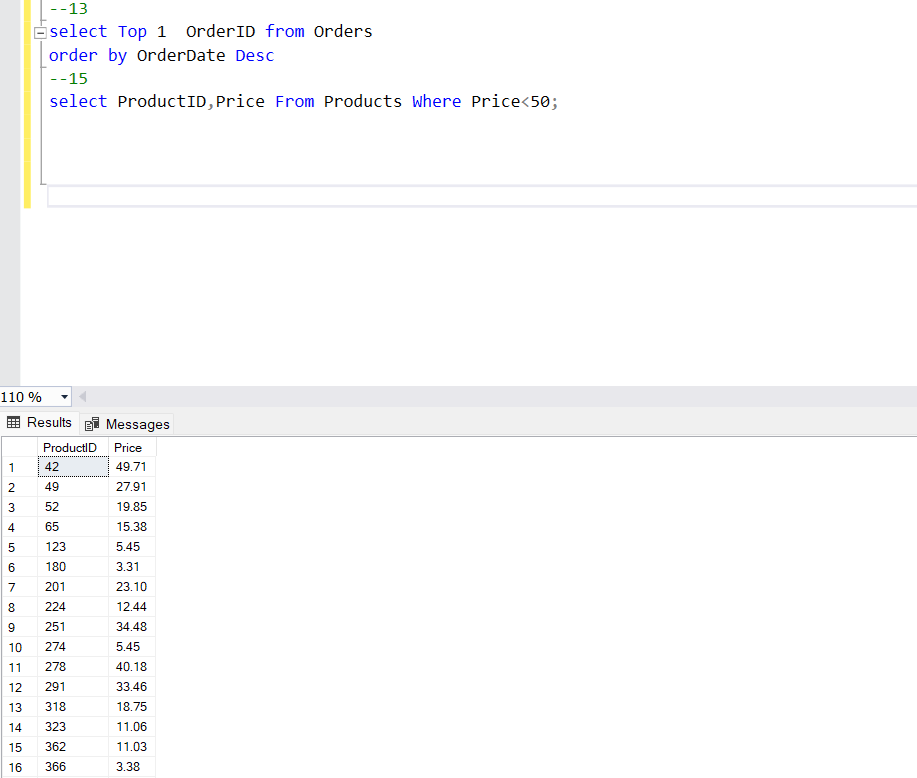 --13
select Top 1  OrderID from Orders
order by OrderDate Desc
--15
select ProductID,Price From Products Where Price<50;
110 %
Results Messages
ProductID Price
1 42 49.71
2 49 27.91
3 52 19.85
4 65 15.38
5 123 5.45
6 180 3.31
7 201 23.10
8 224 12.44
9 251 34.48
10 274 5.45
11 278 40.18
12 291 33.46
13 318 18.75
14 323 11.06
15 362 11.03
16 366 3.38